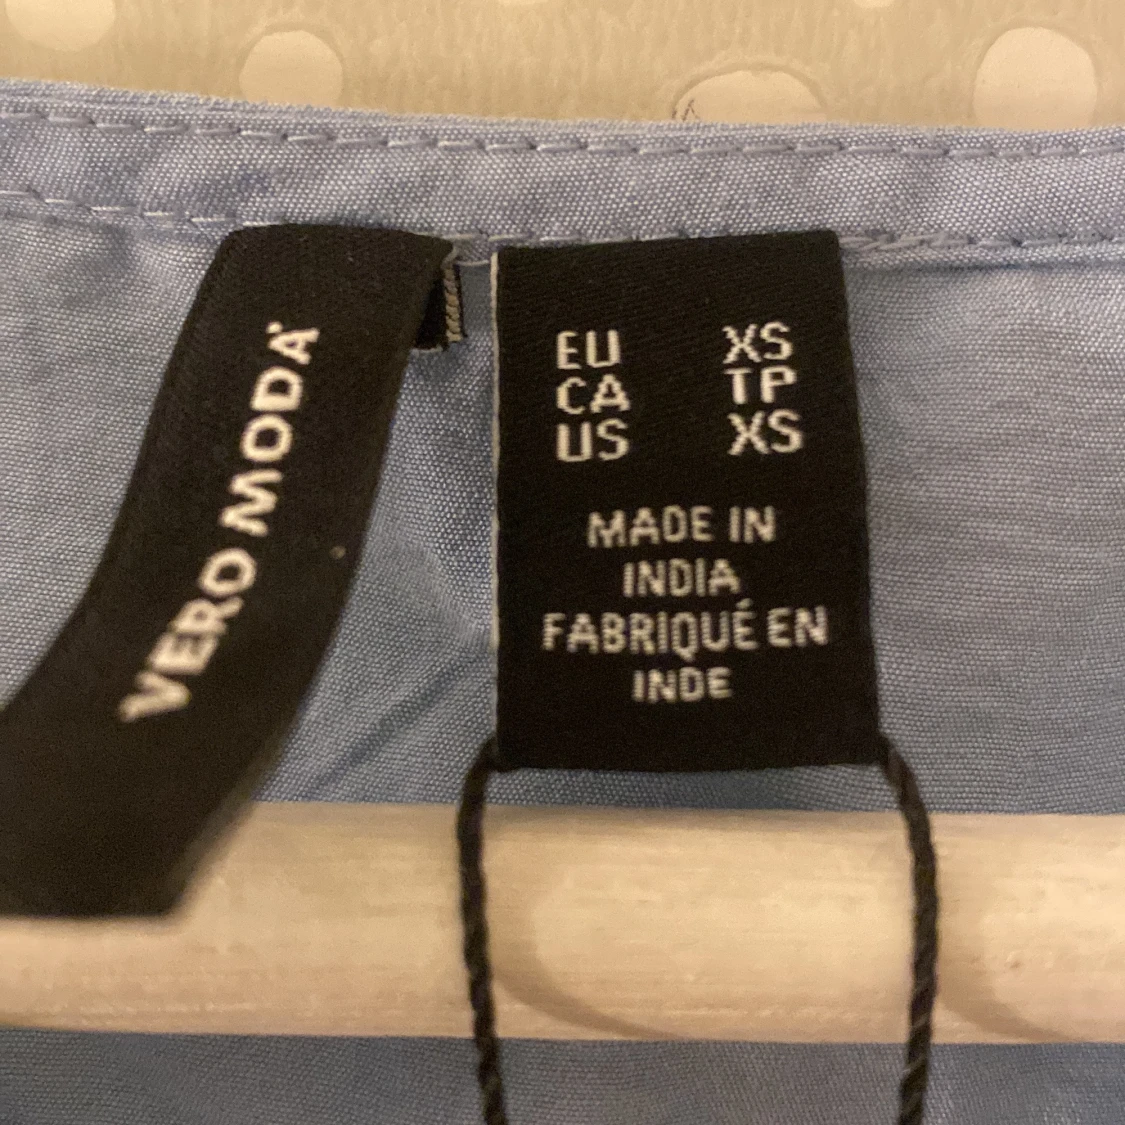 VERO MODA
EU XS
CA TP
US XS
MADE IN
INDIA
FABRIQUÉ EN
INDE